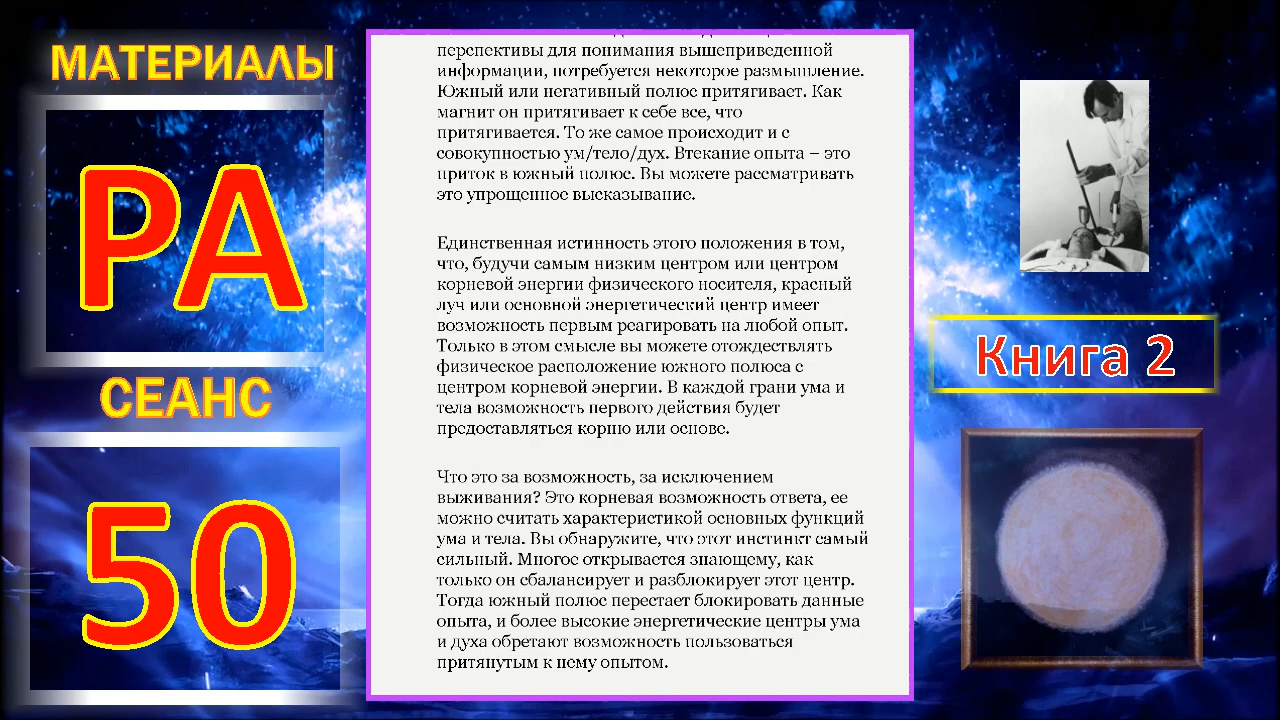 МАТЕРИАЛЫ
РА
СЕАНС
50
перспективы для понимания вышеприведенной
информации, потребуется некоторое размышление.
Южный или негативный полюс притягивает. Как
магнит он притягивает к себе все, что
притягивается. То же самое происходит и с
совокупностью ум/тело/дух. Втекание опыта – это
приток в южный полюс. Вы можете рассматривать
это упрощенное высказывание.
Единственная истинность этого положения в том,
что, будучи самым низким центром или центром
корневой энергии физического носителя, красный
луч или основной энергетический центр имеет
возможность первым реагировать на любой опыт.
Только в этом смысле вы можете отождествлять
физическое расположение южного полюса с
центром корневой энергии. В каждой грани ума и
тела возможность первого действия будет
предоставляться корню или основе.
Что это за возможность, за исключением
выживания? Это корневая возможность ответа, ее
можно считать характеристикой основных функций
ума и тела. Вы обнаружите, что этот инстинкт самый
сильный. Многое открывается знающему, как
только он сбалансирует и разблокирует этот центр.
Тогда южный полюс перестает блокировать данные
опыта, и более высокие энергетические центры ума
и духа обретают возможность пользоваться
притянутым к нему опытом.
Книга 2